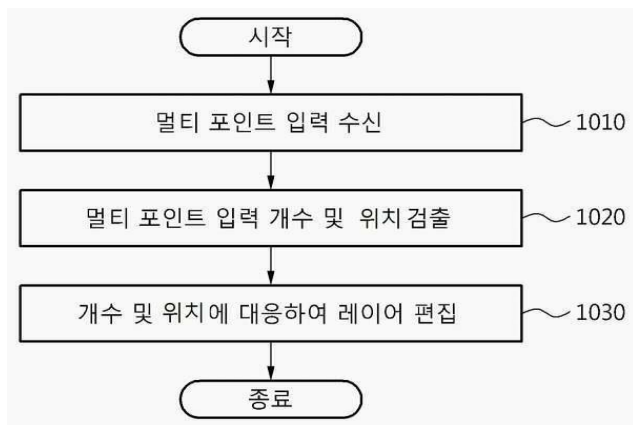 시작
멀티 포인트 입력 수신
1010
멀티 포인트 입력 개수 및 위치 검출
1020
개수 및 위치에 대응하여 레이어 편집
1030
종료